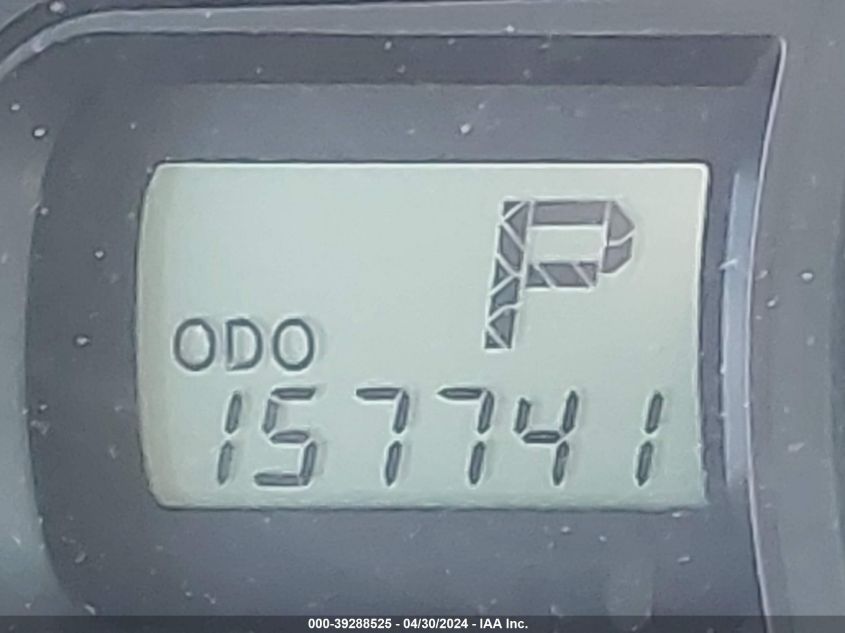 P
ODO
157741
000-39288525 - 04/30/2024 - IAA Inc.